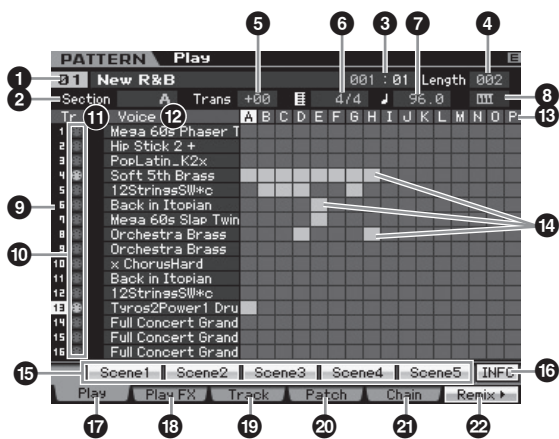 5 6 3 7 4
PATTERN Play E
1 01 New R&B 001 : 01 Length 002
2 Section A Trans +00 4/4 ♩ 96.0 8
Tr 11 Voice 12 A B C D E F G H I J K L M N O P 13
1 Mega 60s Phaser T
2 Hip Stick 2 +
3 PopLatin_K2x
4 Soft 5th Brass
5 12StringsSW*c
9 6 Back in Itopian 14
7 Mega 60s Slap Twin
8 Orchestra Brass
10 9 Orchestra Brass
10 x ChorusHard
11 Back in Itopian
12 12StringsSW*c
13 Tyros2Power1 Dru
14 Full Concert Grand
15 Full Concert Grand
16 Full Concert Grand
15 Scene1 Scene2 Scene3 Scene4 Scene5 INFO 16
Play Play FX Track Patch Chain Remix
17 18 19 20 21 22